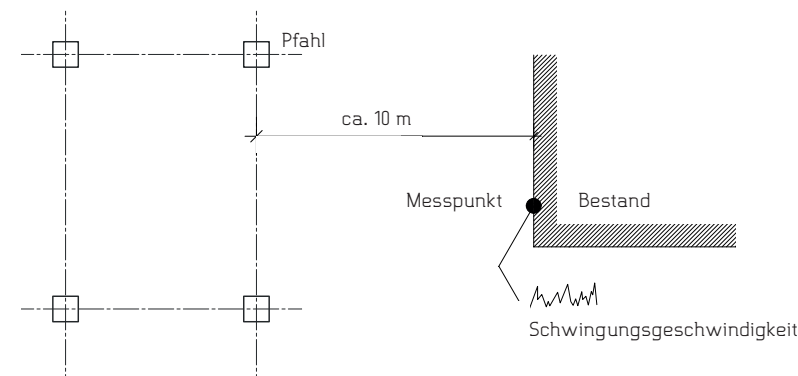 Pfahl
ca. 10 m
Messpunkt
Bestand
Schwingungsgeschwindigkeit